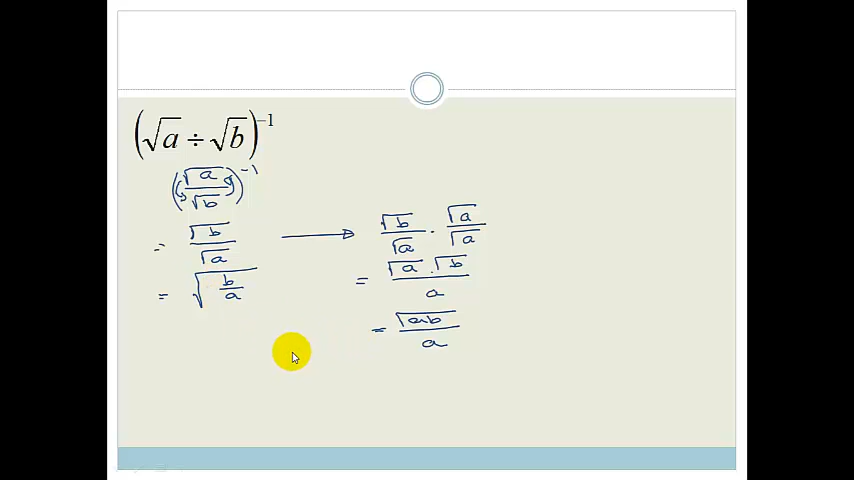 (√a ÷ √b)⁻¹
(√a/√b)⁻¹
= √b/√a → √b/√a · √a/√a
= √(b/a)
= √a · √b/a
= √ab/a